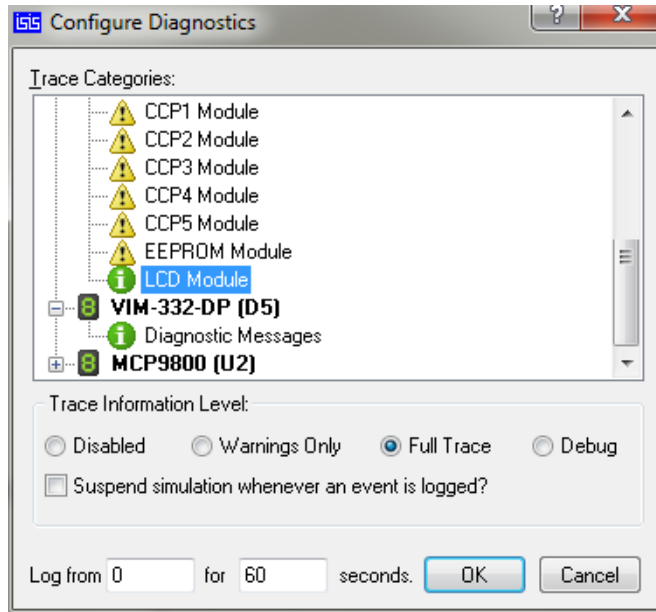 isis Configure Diagnostics ? X
Trace Categories:
CCP1 Module
CCP2 Module
CCP3 Module
CCP4 Module
CCP5 Module
EEPROM Module
LCD Module
VIM-332-DP (D5)
Diagnostic Messages
MCP9800 (U2)
Trace Information Level:
Disabled Warnings Only Full Trace Debug
Suspend simulation whenever an event is logged?
Log from 0 for 60 seconds. OK Cancel